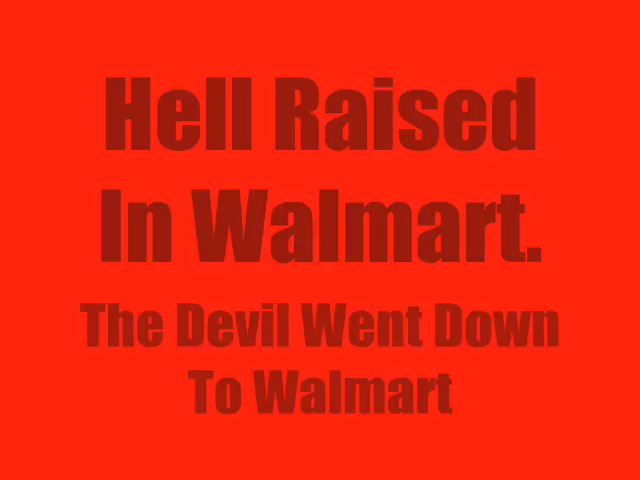 Hell Raised
In Walmart.
The Devil Went Down
To Walmart